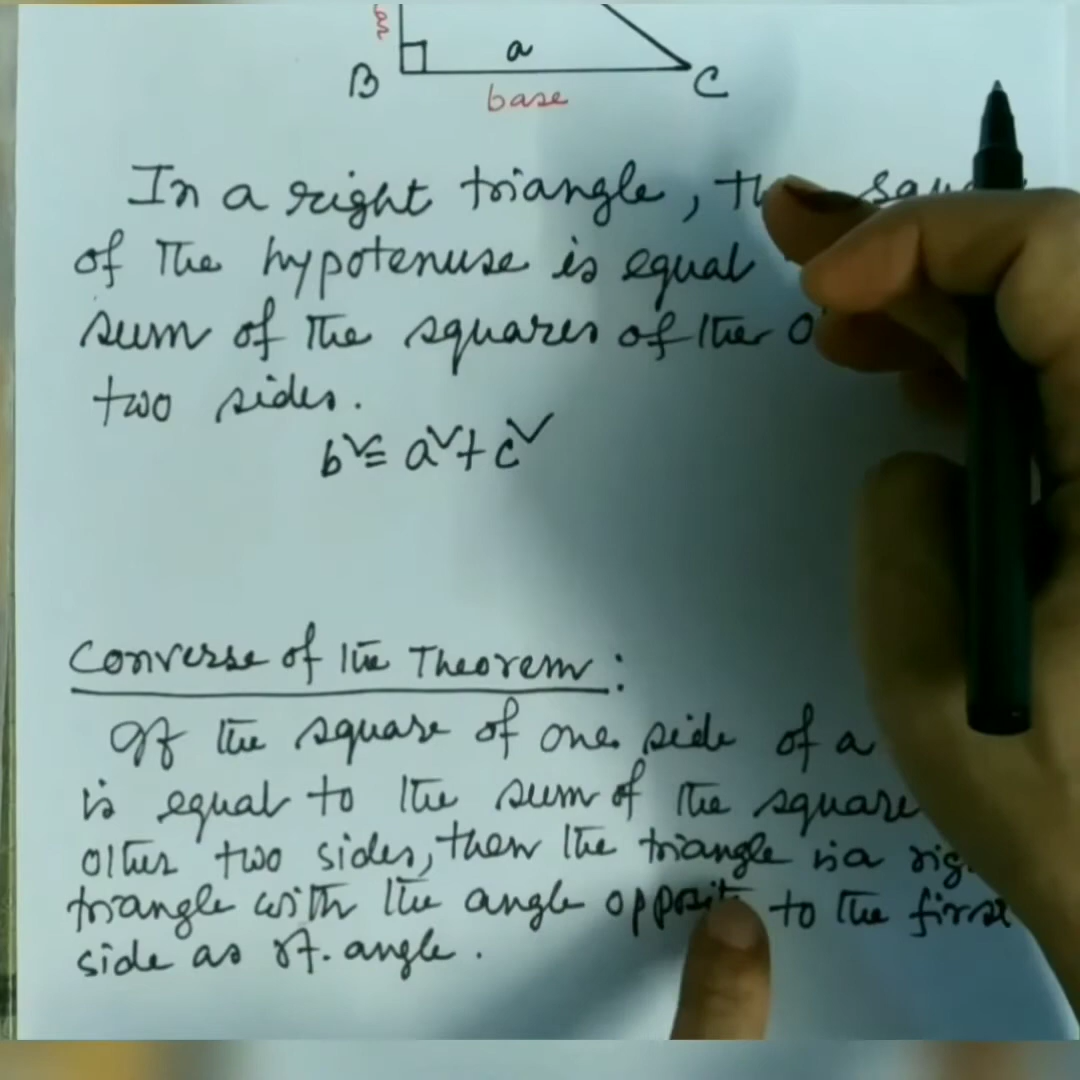 a
B C
base
In a right triangle,
of the hypotenuse is equal
sum of the squares of the
two sides.
b² = a² + c²
Converse of the Theorem :
If the square of one side of a
is equal to the sum of the square
other two sides, then the triangle is a
triangle with the angle opposite to the first
side as rt. angle.